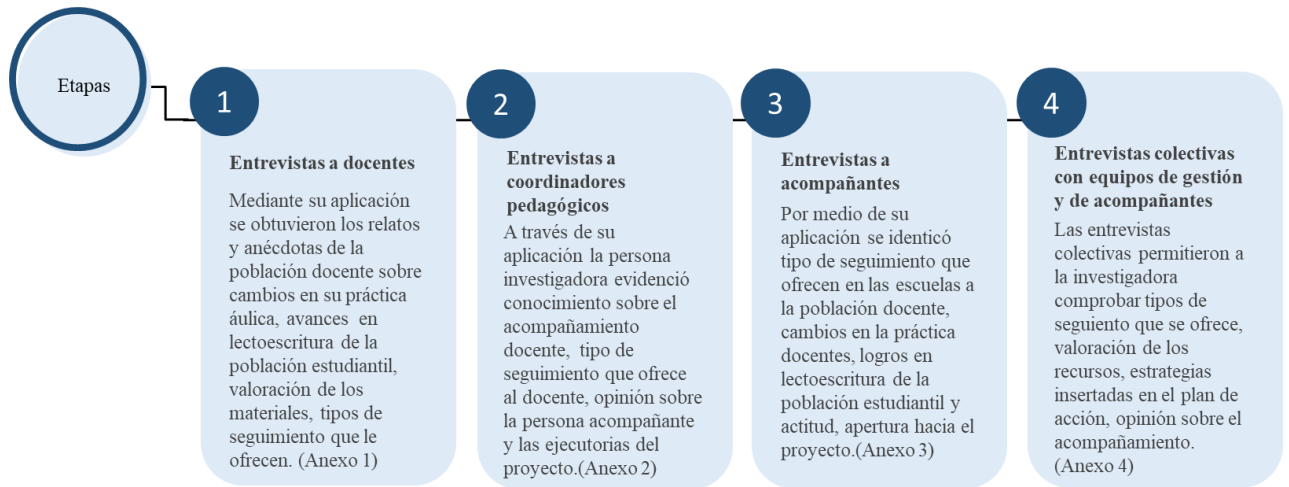 Etapas
1
Entrevistas a docentes
Mediante su aplicación
se obtuvieron los relatos
y anécdotas de la
población docente sobre
cambios en su práctica
áulica, avances en
lectoescritura de la
población estudiantil,
valoración de los
materiales, tipos de
seguimiento que le
ofrecen. (Anexo 1)
2
Entrevistas a
coordinadores
pedagógicos
A través de su
aplicación la persona
investigadora evidenció
conocimiento sobre el
acompañamiento
docente, tipo de
seguimiento que ofrece
al docente, opinión sobre
la persona acompañante
y las ejecutorias del
proyecto.(Anexo 2)
3
Entrevistas a
acompañantes
Por medio de su
aplicación se identicó
tipo de seguimiento que
ofrecen en las escuelas a
la población docente,
cambios en la práctica
docentes, logros en
lectoescritura de la
población estudiantil y
actitud, apertura hacia el
proyecto.(Anexo 3)
4
Entrevistas colectivas
con equipos de gestión
y de acompañantes
Las entrevistas
colectivas permitieron a
la investigadora
comprobar tipos de
seguiento que se ofrece,
valoración de los
recursos, estrategias
insertadas en el plan de
acción, opinión sobre el
acompañamiento.
(Anexo 4)